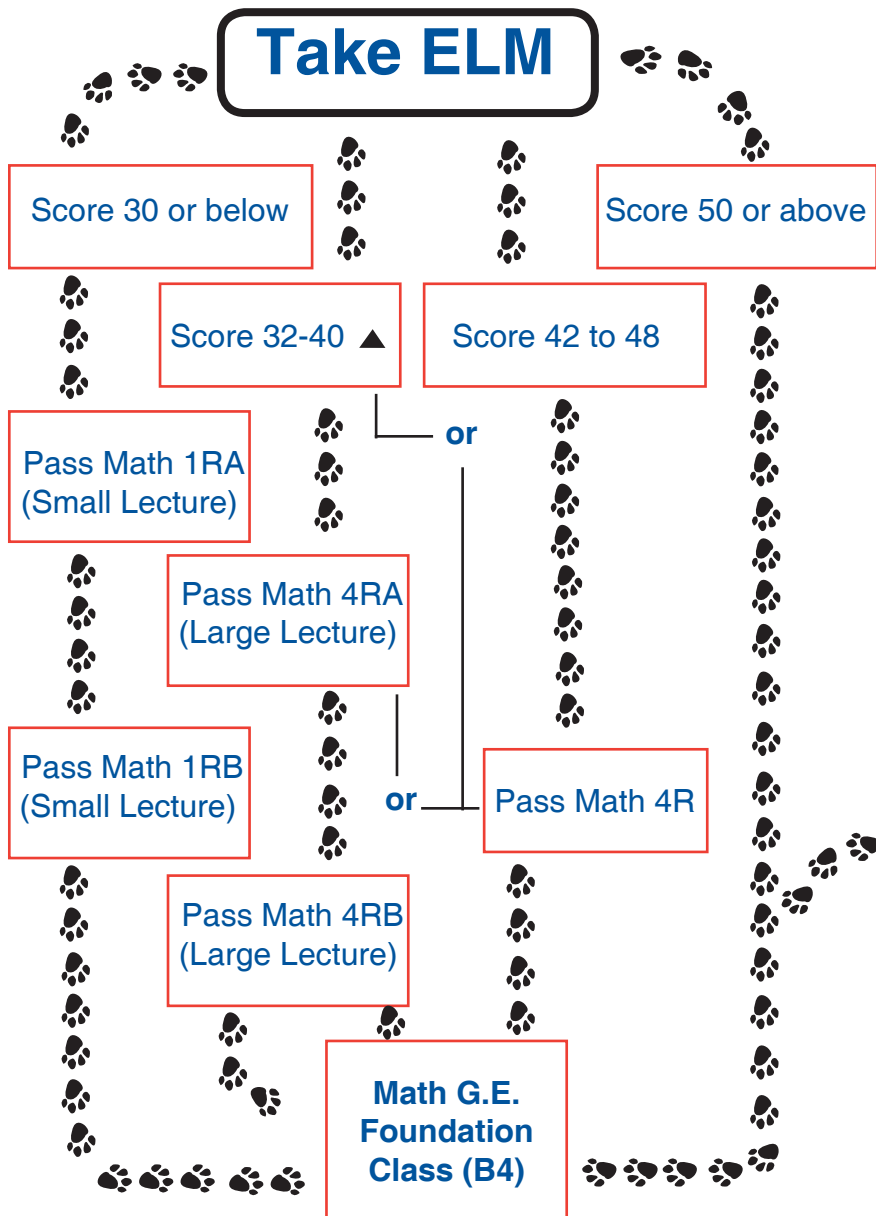 Take ELM
Score 30 or below
Score 50 or above
Score 32-40 ▲
Score 42 to 48
or
Pass Math 1RA
(Small Lecture)
Pass Math 4RA
(Large Lecture)
Pass Math 1RB
(Small Lecture)
or
Pass Math 4R
Pass Math 4RB
(Large Lecture)
Math G.E.
Foundation
Class (B4)